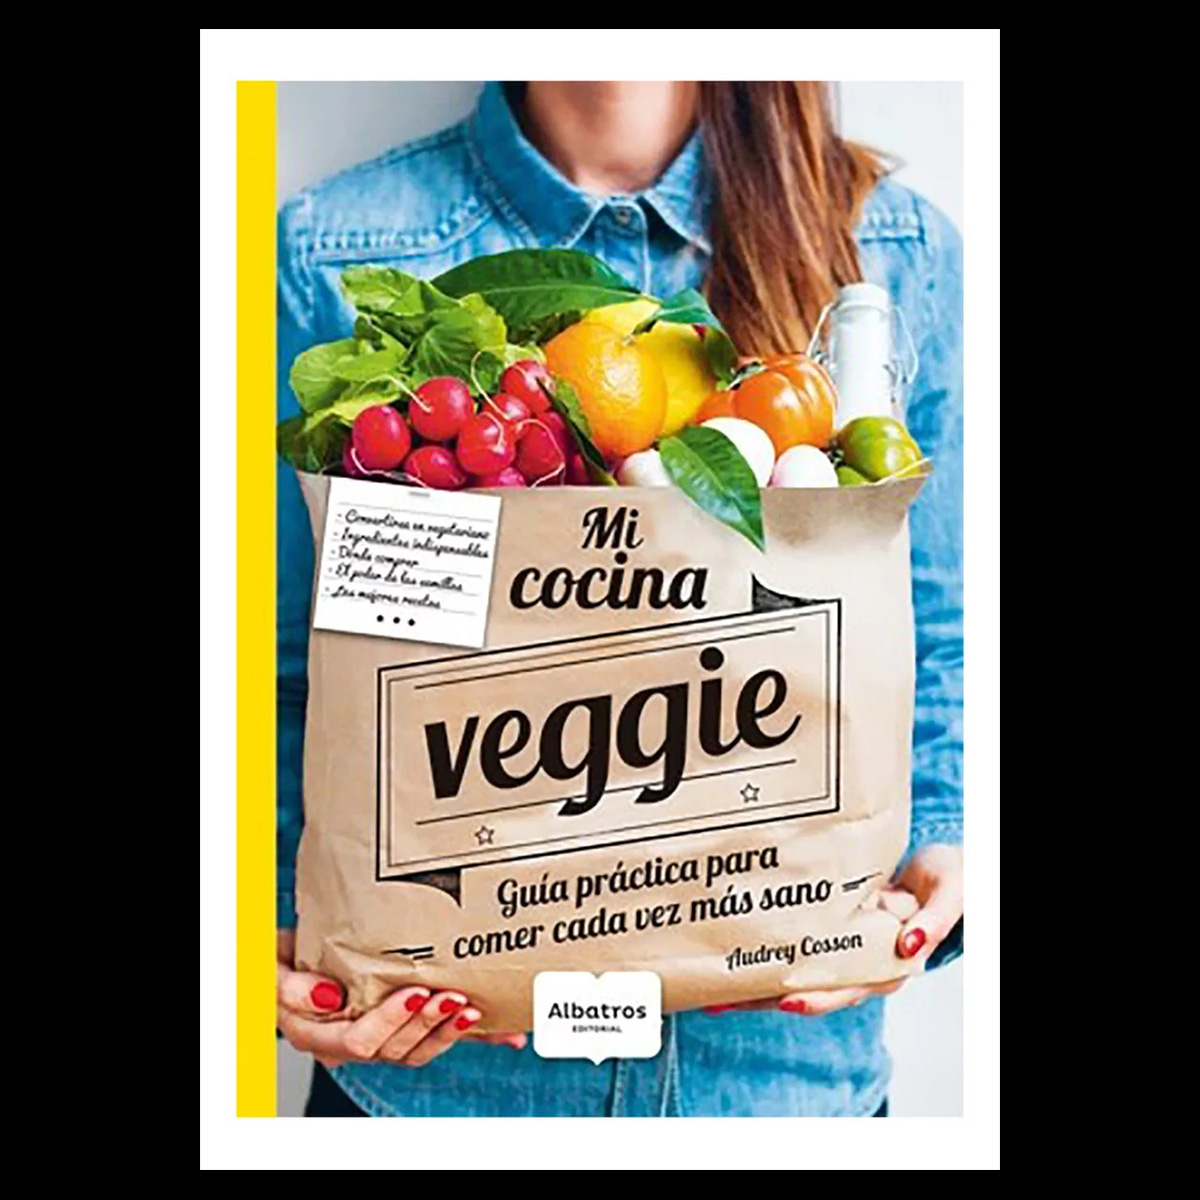 Mi
cocina
veggie
Guía práctica para
comer cada vez más sano
Audrey Cosson
- Convertirse en vegetariano
- Ingredientes indispensables
- Dónde comprar
- El poder de las semillas
- Las mejores recetas
...
Albatros
EDITORIAL